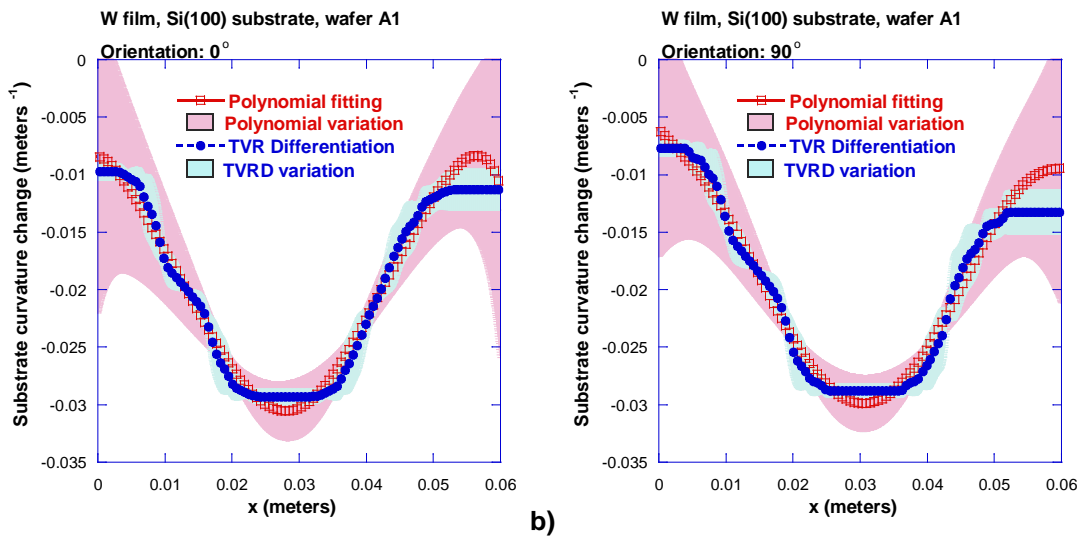 W film, Si(100) substrate, wafer A1
Orientation: 0°
Substrate curvature change (meters ⁻¹)
0
-0.005
-0.01
-0.015
-0.02
-0.025
-0.03
-0.035
Polynomial fitting
Polynomial variation
TVR Differentiation
TVRD variation
0 0.01 0.02 0.03 0.04 0.05 0.06
x (meters)
b)
W film, Si(100) substrate, wafer A1
Orientation: 90°
Substrate curvature change (meters ⁻¹)
0
-0.005
-0.01
-0.015
-0.02
-0.025
-0.03
-0.035
Polynomial fitting
Polynomial variation
TVR Differentiation
TVRD variation
0 0.01 0.02 0.03 0.04 0.05 0.06
x (meters)